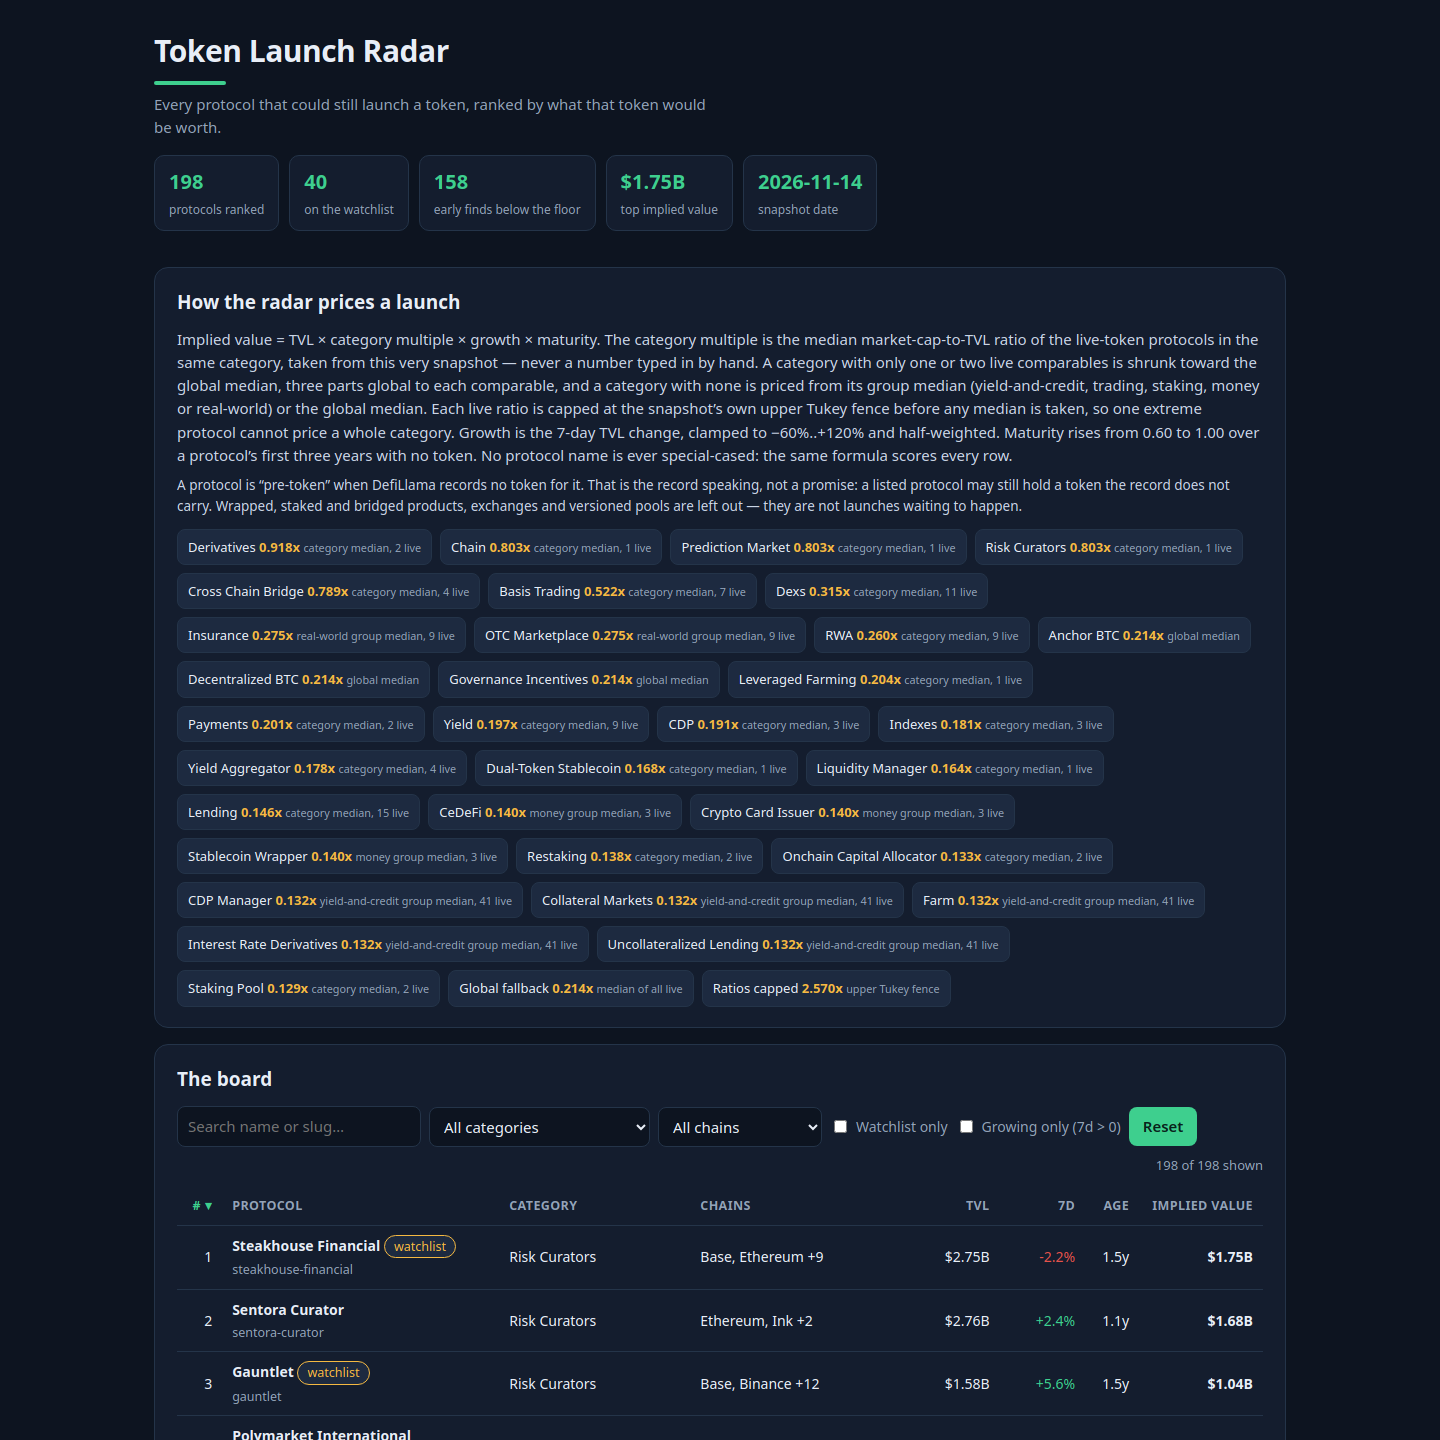 Token Launch Radar
Every protocol that could still launch a token, ranked by what that token would
be worth.
198
protocols ranked
40
on the watchlist
158
early finds below the floor
$1.75B
top implied value
2026-11-14
snapshot date
How the radar prices a launch
Implied value = TVL × category multiple × growth × maturity. The category multiple is the median market-cap-to-TVL ratio of the live-token protocols in the
same category, taken from this very snapshot — never a number typed in by hand. A category with only one or two live comparables is shrunk toward the
global median, three parts global to each comparable, and a category with none is priced from its group median (yield-and-credit, trading, staking, money
or real-world) or the global median. Each live ratio is capped at the snapshot’s own upper Tukey fence before any median is taken, so one extreme
protocol cannot price a whole category. Growth is the 7-day TVL change, clamped to −60%..+120% and half-weighted. Maturity rises from 0.60 to 1.00 over
a protocol’s first three years with no token. No protocol name is ever special-cased: the same formula scores every row.
A protocol is “pre-token” when DefiLlama records no token for it. That is the record speaking, not a promise: a listed protocol may still hold a token the record does not
carry. Wrapped, staked and bridged products, exchanges and versioned pools are left out — they are not launches waiting to happen.
Derivatives 0.918x category median, 2 live
Chain 0.803x category median, 1 live
Prediction Market 0.803x category median, 1 live
Risk Curators 0.803x category median, 1 live
Cross Chain Bridge 0.789x category median, 4 live
Basis Trading 0.522x category median, 7 live
Dexs 0.315x category median, 11 live
Insurance 0.275x real-world group median, 9 live
OTC Marketplace 0.275x real-world group median, 9 live
RWA 0.260x category median, 9 live
Anchor BTC 0.214x global median
Decentralized BTC 0.214x global median
Governance Incentives 0.214x global median
Leveraged Farming 0.204x category median, 1 live
Payments 0.201x category median, 2 live
Yield 0.197x category median, 9 live
CDP 0.191x category median, 3 live
Indexes 0.181x category median, 3 live
Yield Aggregator 0.178x category median, 4 live
Dual-Token Stablecoin 0.168x category median, 1 live
Liquidity Manager 0.164x category median, 1 live
Lending 0.146x category median, 15 live
CeDeFi 0.140x money group median, 3 live
Crypto Card Issuer 0.140x money group median, 3 live
Stablecoin Wrapper 0.140x money group median, 3 live
Restaking 0.138x category median, 2 live
Onchain Capital Allocator 0.133x category median, 2 live
CDP Manager 0.132x yield-and-credit group median, 41 live
Collateral Markets 0.132x yield-and-credit group median, 41 live
Farm 0.132x yield-and-credit group median, 41 live
Interest Rate Derivatives 0.132x yield-and-credit group median, 41 live
Uncollateralized Lending 0.132x yield-and-credit group median, 41 live
Staking Pool 0.129x category median, 2 live
Global fallback 0.214x median of all live
Ratios capped 2.570x upper Tukey fence
The board
Search name or slug...
All categories
All chains
Watchlist only
Growing only (7d > 0)
Reset
198 of 198 shown
# ▼ PROTOCOL CATEGORY CHAINS TVL 7D AGE IMPLIED VALUE
1 Steakhouse Financial watchlist Risk Curators Base, Ethereum +9 $2.75B -2.2% 1.5y $1.75B
steakhouse-financial
2 Sentora Curator Risk Curators Ethereum, Ink +2 $2.76B +2.4% 1.1y $1.68B
sentora-curator
3 Gauntlet watchlist Risk Curators Base, Binance +12 $1.58B +5.6% 1.5y $1.04B
gauntlet
Polymarket International